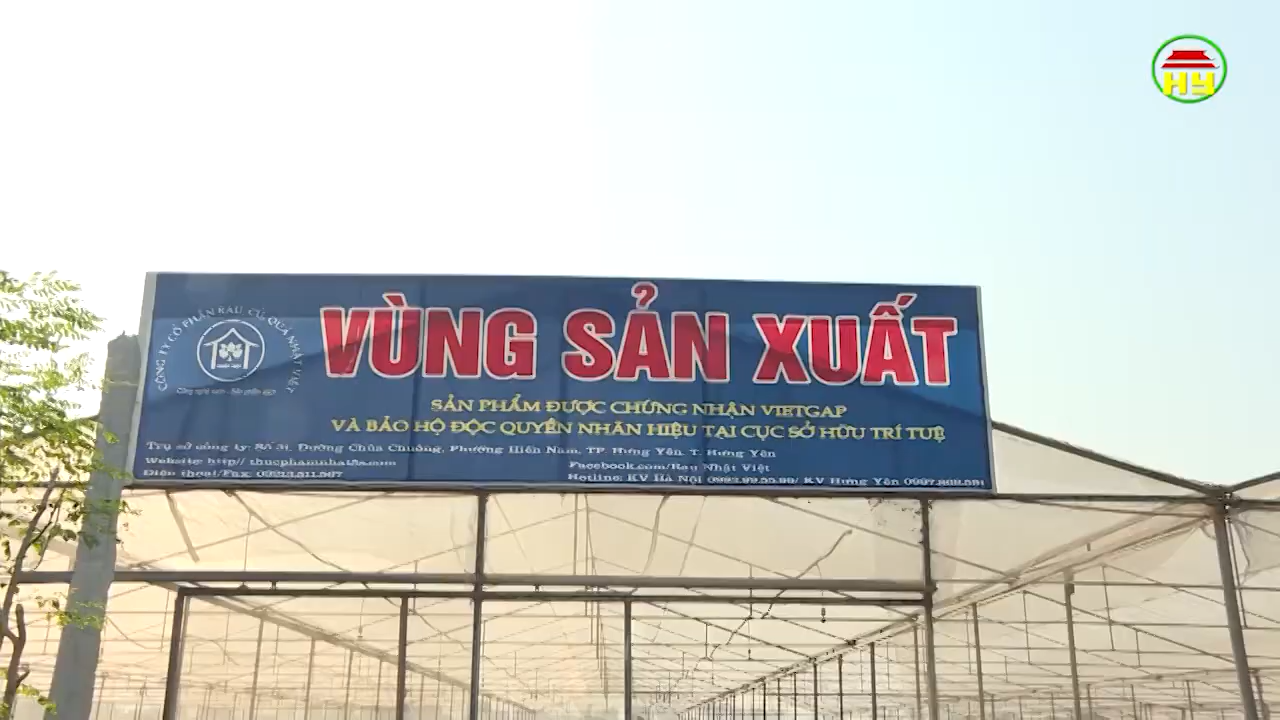 HY
VÙNG SẢN XUẤT
CÔNG TY CỔ PHẦN RAU CỦ QUẢ NHẬT VIỆT
SẢN PHẨM ĐƯỢC CHỨNG NHẬN VIETGAP
VÀ BẢO HỘ ĐỘC QUYỀN NHÃN HIỆU TẠI CỤC SỞ HỮU TRÍ TUỆ
Trụ sở công ty: Số 31, Đường Chùa Chuông, Phường Hiến Nam, TP. Hưng Yên, T. Hưng Yên
Website: http//
Facebook.com/Rau Nhật Việt
Điện thoại/Fax:
Hotline: KV Hà Nội / KV Hưng Yên